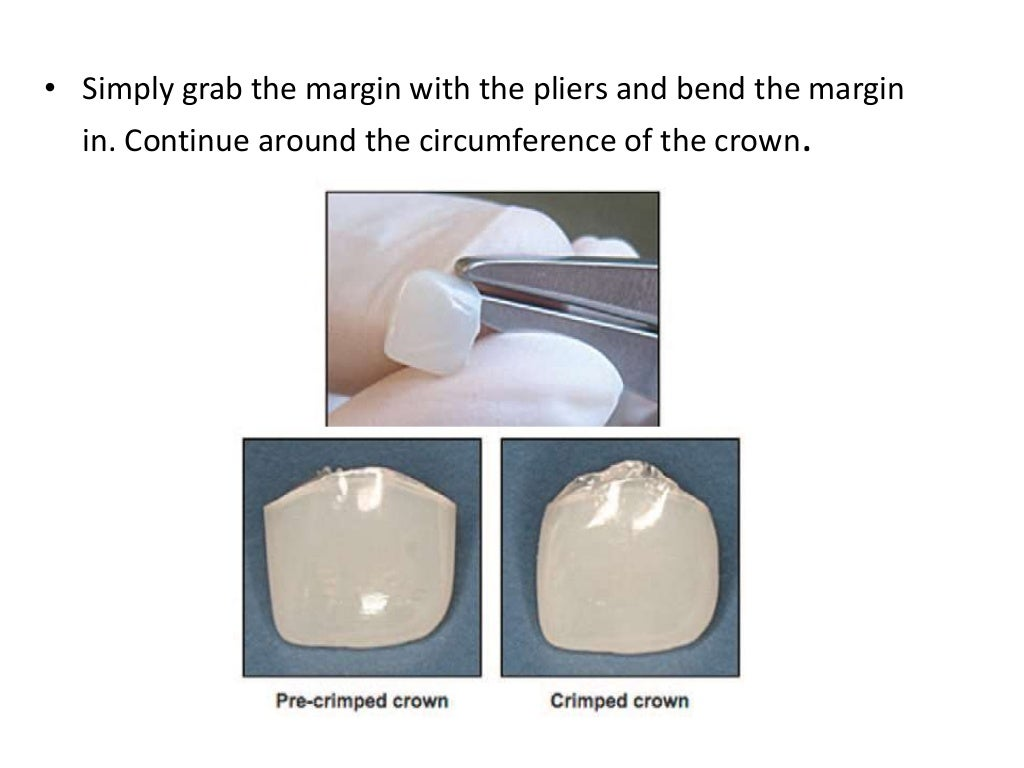 • Simply grab the margin with the pliers and bend the margin
in. Continue around the circumference of the crown.
Pre-crimped crown
Crimped crown